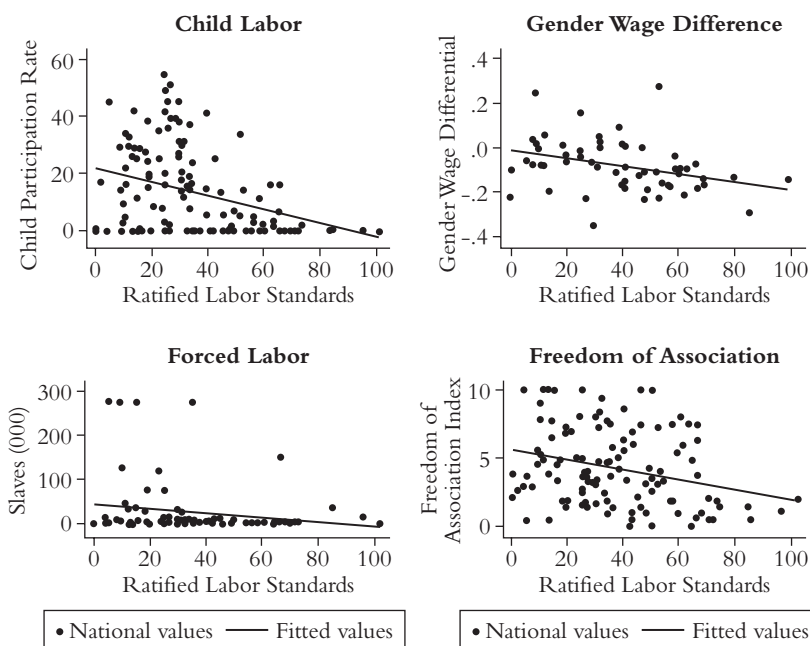 Child Labor
Child Participation Rate
60
40
20
0
0 20 40 60 80 100
Ratified Labor Standards
Gender Wage Difference
Gender Wage Differential
.4
.2
.0
-.2
-.4
0 20 40 60 80 100
Ratified Labor Standards
Forced Labor
Slaves (000)
300
200
100
0
0 20 40 60 80 100
Ratified Labor Standards
• National values — Fitted values
Freedom of Association
Freedom of
Association Index
10
5
0
0 20 40 60 80 100
Ratified Labor Standards
• National values — Fitted values